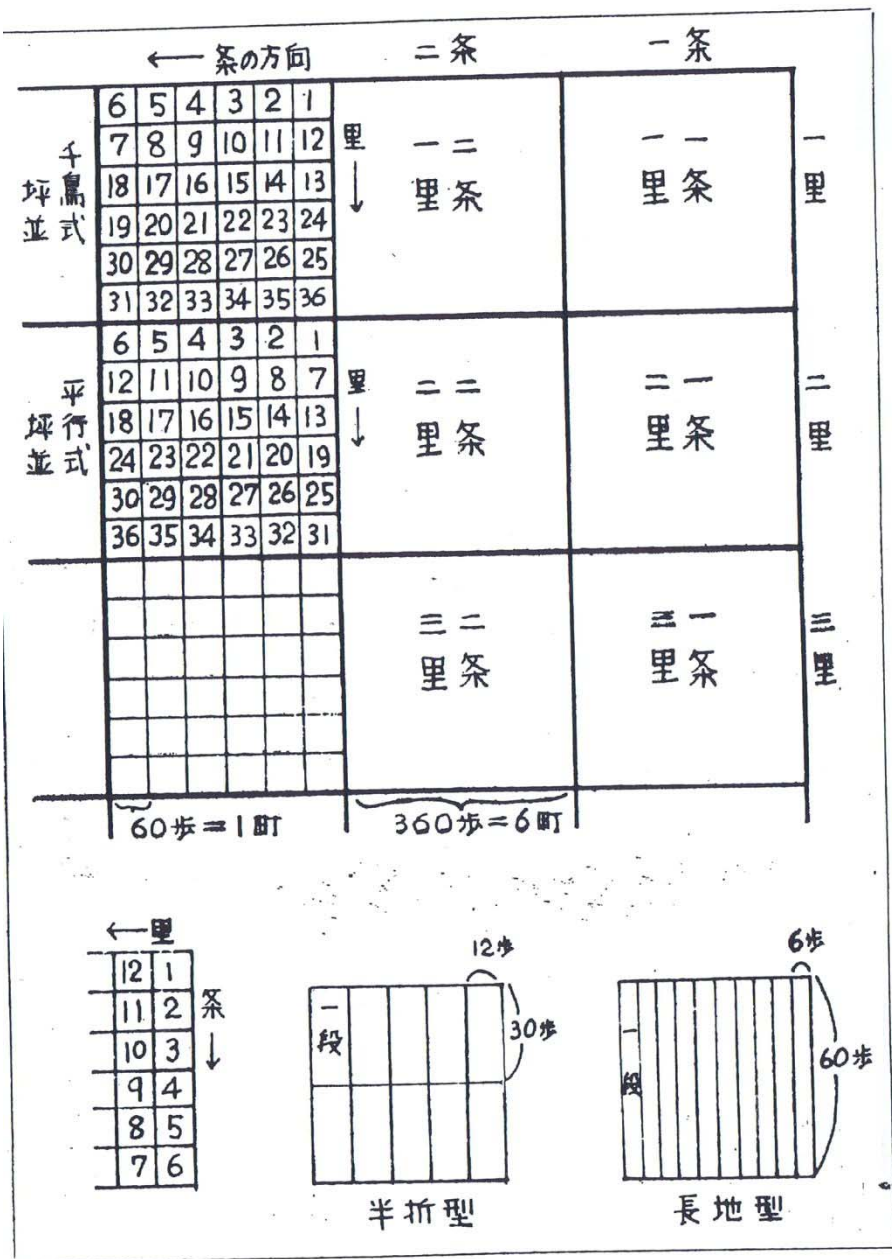 ← 条の方向 二条 一条
千鳥式
坪並
6 5 4 3 2 1
7 8 9 10 11 12
18 17 16 15 14 13
19 20 21 22 23 24
30 29 28 27 26 25
31 32 33 34 35 36
里↓
二条
一里
一条
一里
一里
平行式
坪並
6 5 4 3 2 1
12 11 10 9 8 7
18 17 16 15 14 13
24 23 22 21 20 19
30 29 28 27 26 25
36 35 34 33 32 31
里↓
二条
二里
一条
二里
二里
二条
三里
一条
三里
三里
60歩=1町 360歩=6町
←里
12 1
11 2
10 3
9 4
8 5
7 6
条↓
12歩
30歩
一段
半折型
6歩
60歩
一段
長地型